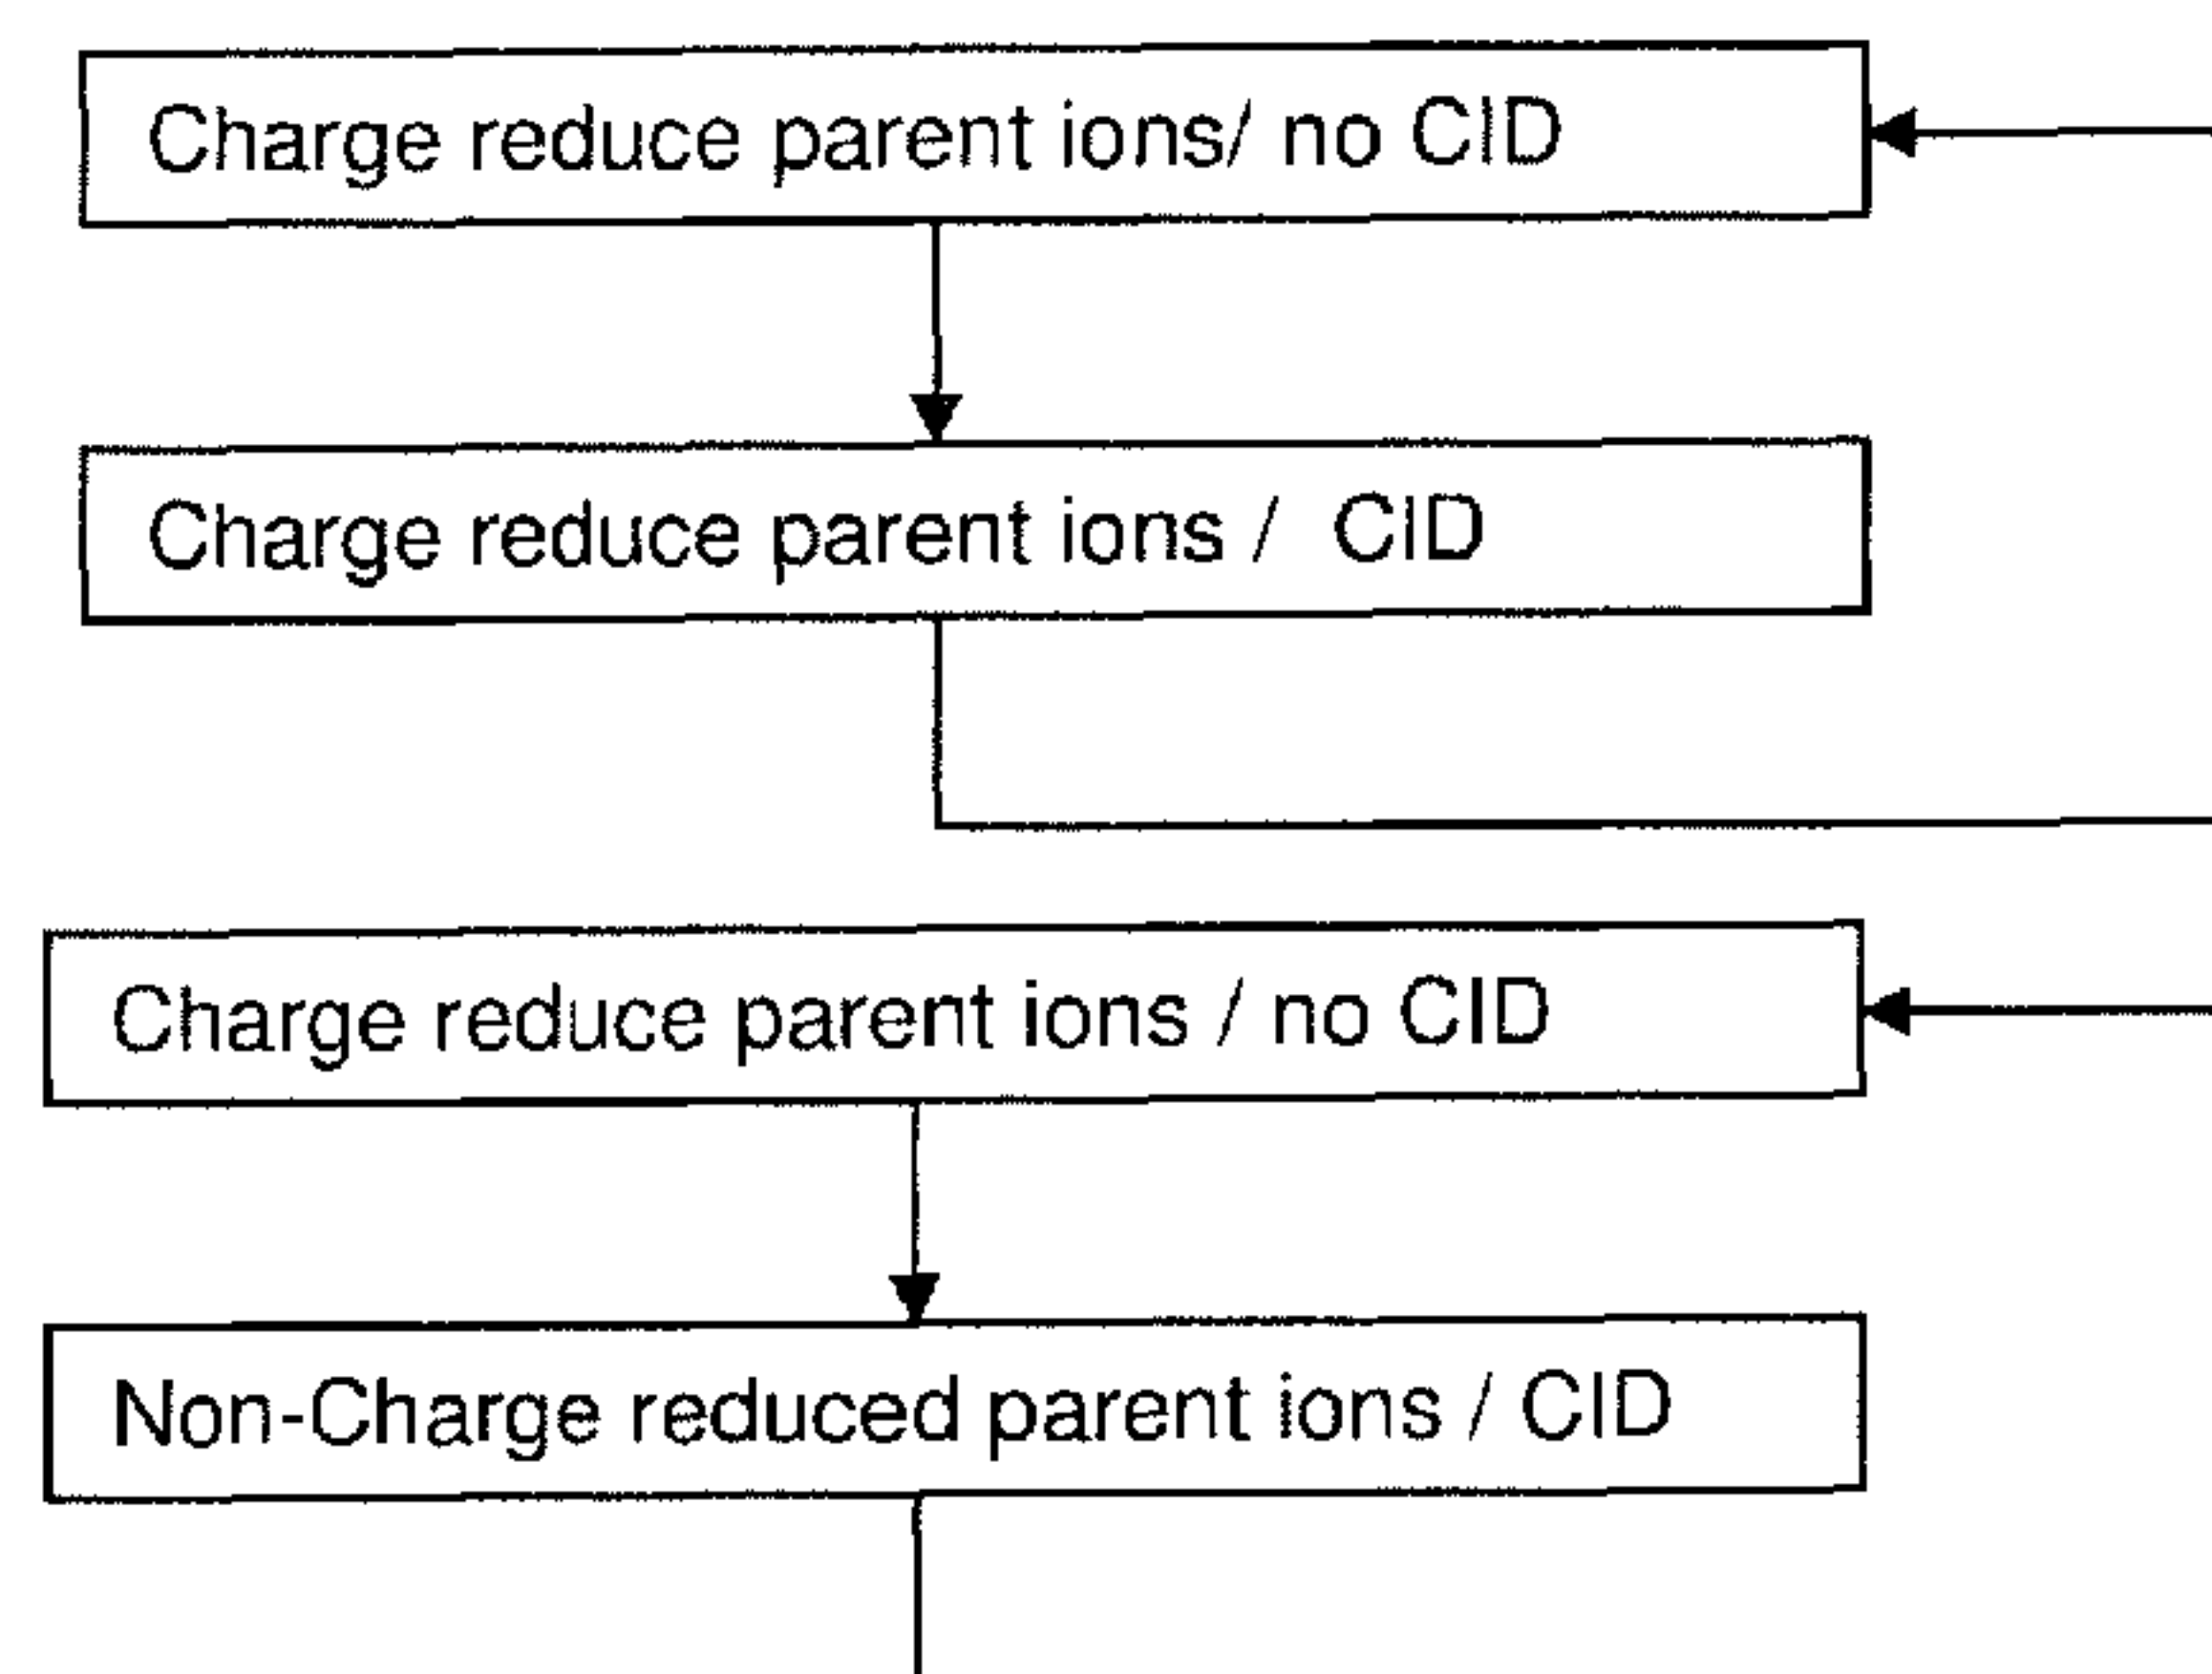 Charge reduce parent ions/ no CID
Charge reduce parent ions / CID
Charge reduce parent ions / no CID
Non-Charge reduced parent ions / CID